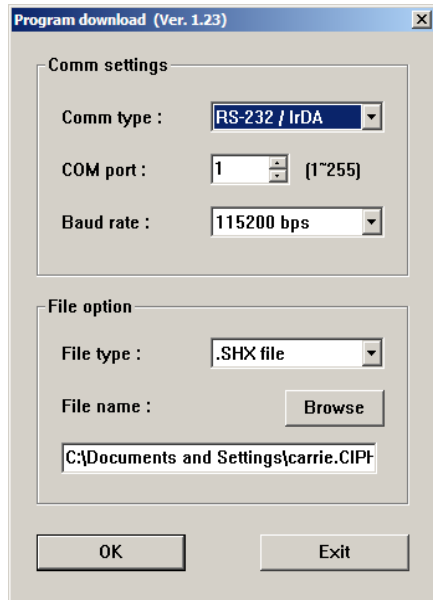 Program download (Ver. 1.23)
Comm settings
Comm type : RS-232 / IrDA
COM port : 1 (1~255)
Baud rate : 115200 bps
File option
File type : .SHX file
File name : Browse
C:\Documents and Settings\carrie.CIPH
OK Exit